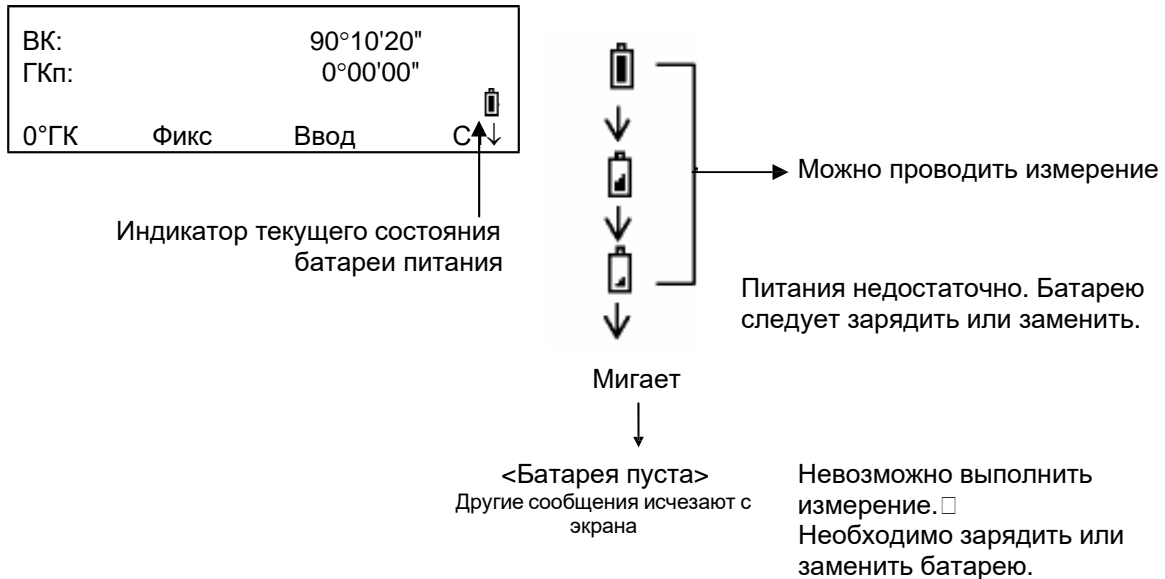 ВК: 90°10'20"
ГКп: 0°00'00"
0°ГК Фикс Ввод С1↓
Индикатор текущего состояния
батареи питания
Можно проводить измерение
Питания недостаточно. Батарею
следует зарядить или заменить.
Мигает
<Батарея пуста>
Другие сообщения исчезают с
экрана
Невозможно выполнить
измерение.□
Необходимо зарядить или
заменить батарею.